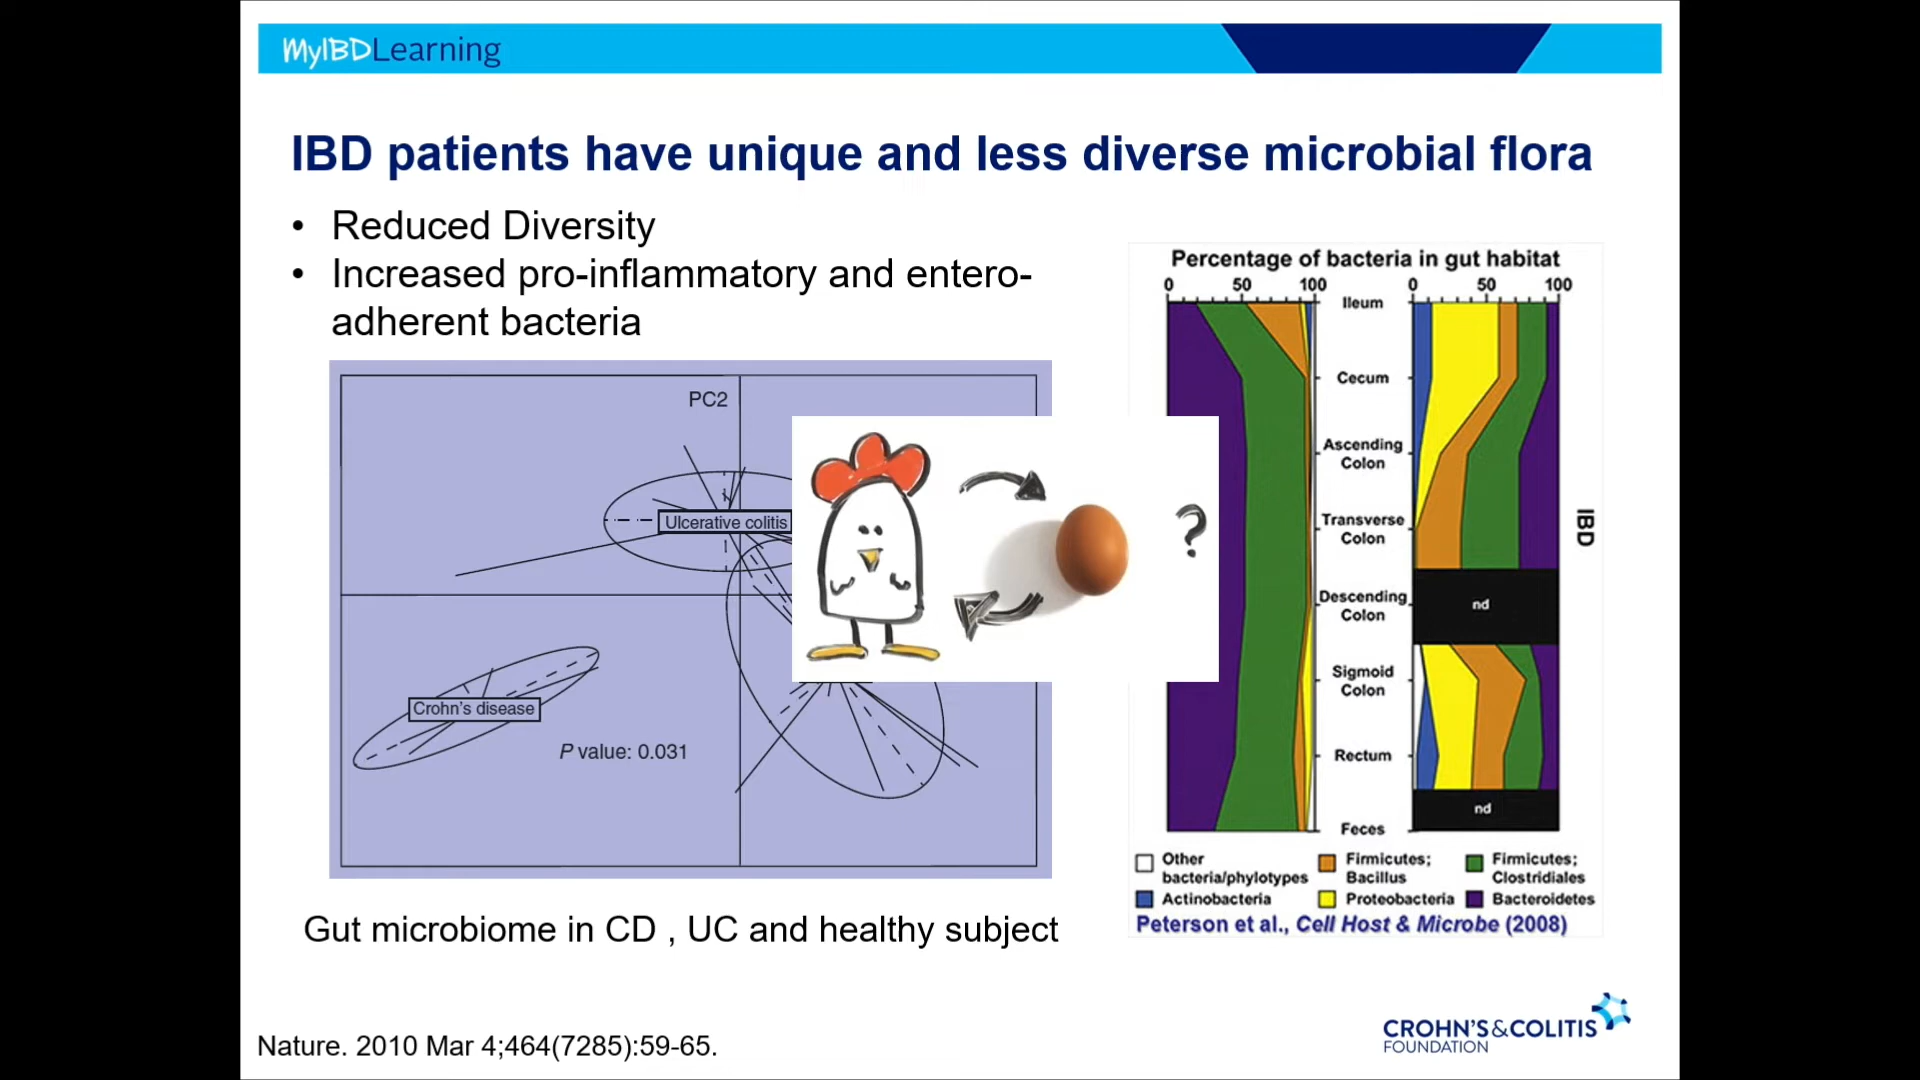 MyIBDLearning
IBD patients have unique and less diverse microbial flora
• Reduced Diversity
• Increased pro-inflammatory and entero-
adherent bacteria
PC2
Ulcerative colitis
Crohn's disease
P value: 0.031
Gut microbiome in CD , UC and healthy subject
?
Percentage of bacteria in gut habitat
0 50 100 0 50 100
Ileum
Cecum
Ascending
Colon
Transverse
Colon
Descending
Colon
nd
Sigmoid
Colon
Rectum
nd
Feces
IBD
Other
bacteria/phylotypes
Firmicutes;
Bacillus
Firmicutes;
Clostridiales
Actinobacteria
Proteobacteria
Bacteroidetes
Peterson et al., Cell Host & Microbe (2008)
Nature. 2010 Mar 4;464(7285):59-65.
CROHN'S&COLITIS
FOUNDATION